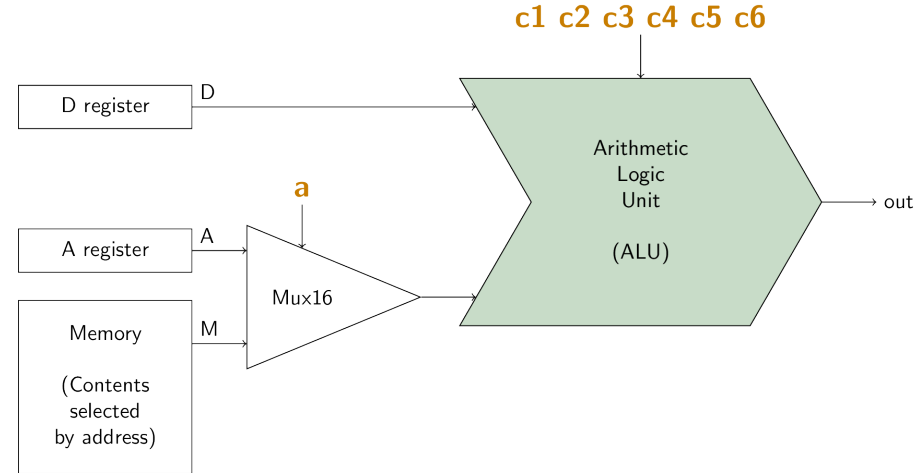 c1 c2 c3 c4 c5 c6
D
D register
Arithmetic
Logic
Unit
(ALU)
out
a
A
A register
Mux16
M
Memory
(Contents
selected
by address)